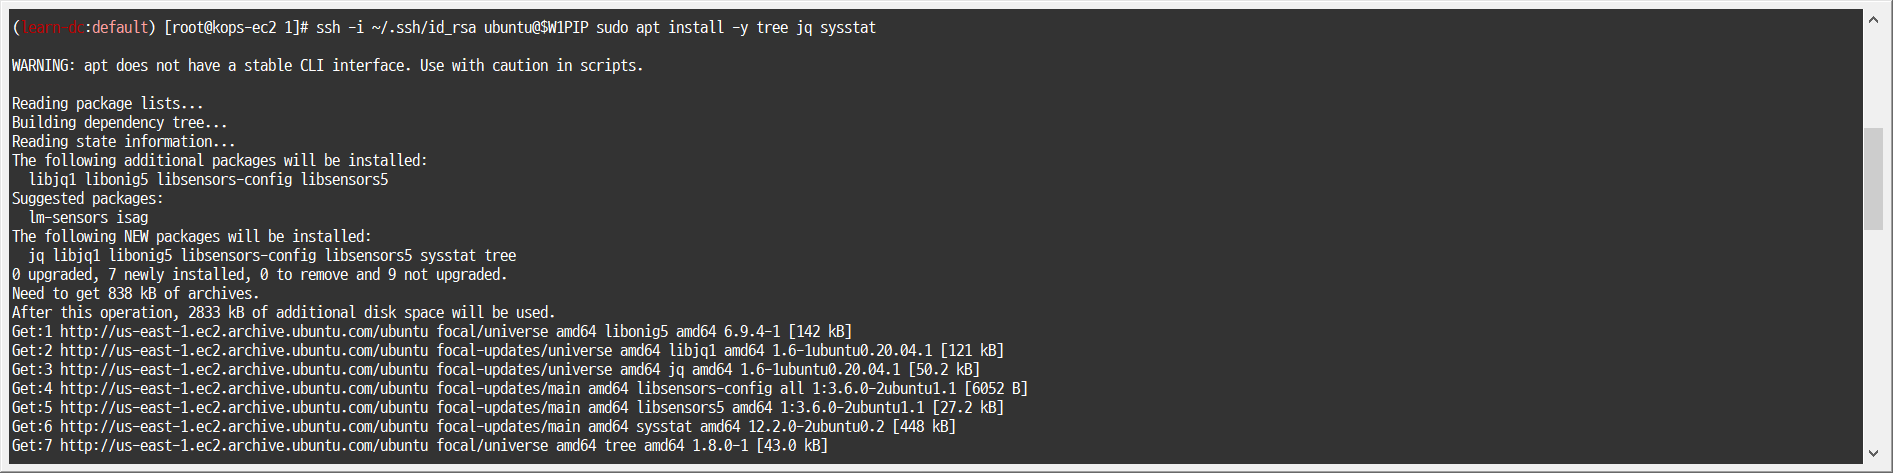 (learn-dc:default) [root@kops-ec2 1]# ssh -i ~/.ssh/id_rsa ubuntu@$W1PIP sudo apt install -y tree jq sysstat
WARNING: apt does not have a stable CLI interface. Use with caution in scripts.
Reading package lists...
Building dependency tree...
Reading state information...
The following additional packages will be installed:
  libjq1 libonig5 libsensors-config libsensors5
Suggested packages:
  lm-sensors isag
The following NEW packages will be installed:
  jq libjq1 libonig5 libsensors-config libsensors5 sysstat tree
0 upgraded, 7 newly installed, 0 to remove and 9 not upgraded.
Need to get 838 kB of archives.
After this operation, 2833 kB of additional disk space will be used.
Get:1 http://us-east-1.ec2.archive.ubuntu.com/ubuntu focal/universe amd64 libonig5 amd64 6.9.4-1 [142 kB]
Get:2 http://us-east-1.ec2.archive.ubuntu.com/ubuntu focal-updates/universe amd64 libjq1 amd64 1.6-1ubuntu0.20.04.1 [121 kB]
Get:3 http://us-east-1.ec2.archive.ubuntu.com/ubuntu focal-updates/universe amd64 jq amd64 1.6-1ubuntu0.20.04.1 [50.2 kB]
Get:4 http://us-east-1.ec2.archive.ubuntu.com/ubuntu focal-updates/main amd64 libsensors-config all 1:3.6.0-2ubuntu1.1 [6052 B]
Get:5 http://us-east-1.ec2.archive.ubuntu.com/ubuntu focal-updates/main amd64 libsensors5 amd64 1:3.6.0-2ubuntu1.1 [27.2 kB]
Get:6 http://us-east-1.ec2.archive.ubuntu.com/ubuntu focal-updates/main amd64 sysstat amd64 12.2.0-2ubuntu0.2 [448 kB]
Get:7 http://us-east-1.ec2.archive.ubuntu.com/ubuntu focal/universe amd64 tree amd64 1.8.0-1 [43.0 kB]